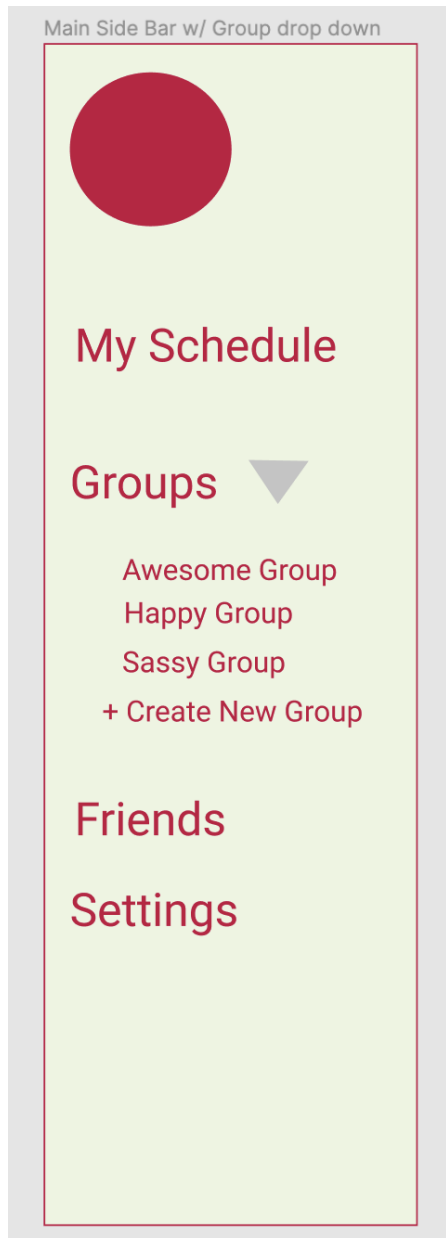 Main Side Bar w/ Group drop down
My Schedule
Groups
Awesome Group
Happy Group
Sassy Group
+ Create New Group
Friends
Settings